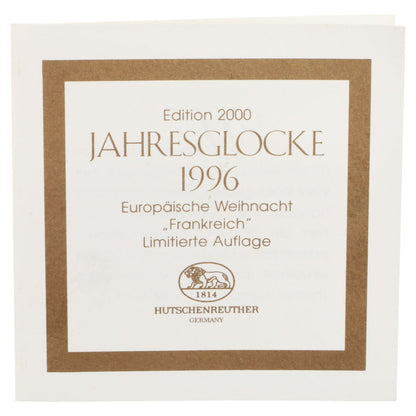 Edition 2000
JAHRESGLOCKE
1996
Europäische Weihnacht
„Frankreich"
Limitierte Auflage
1814
HUTSCHENREUTHER
GERMANY